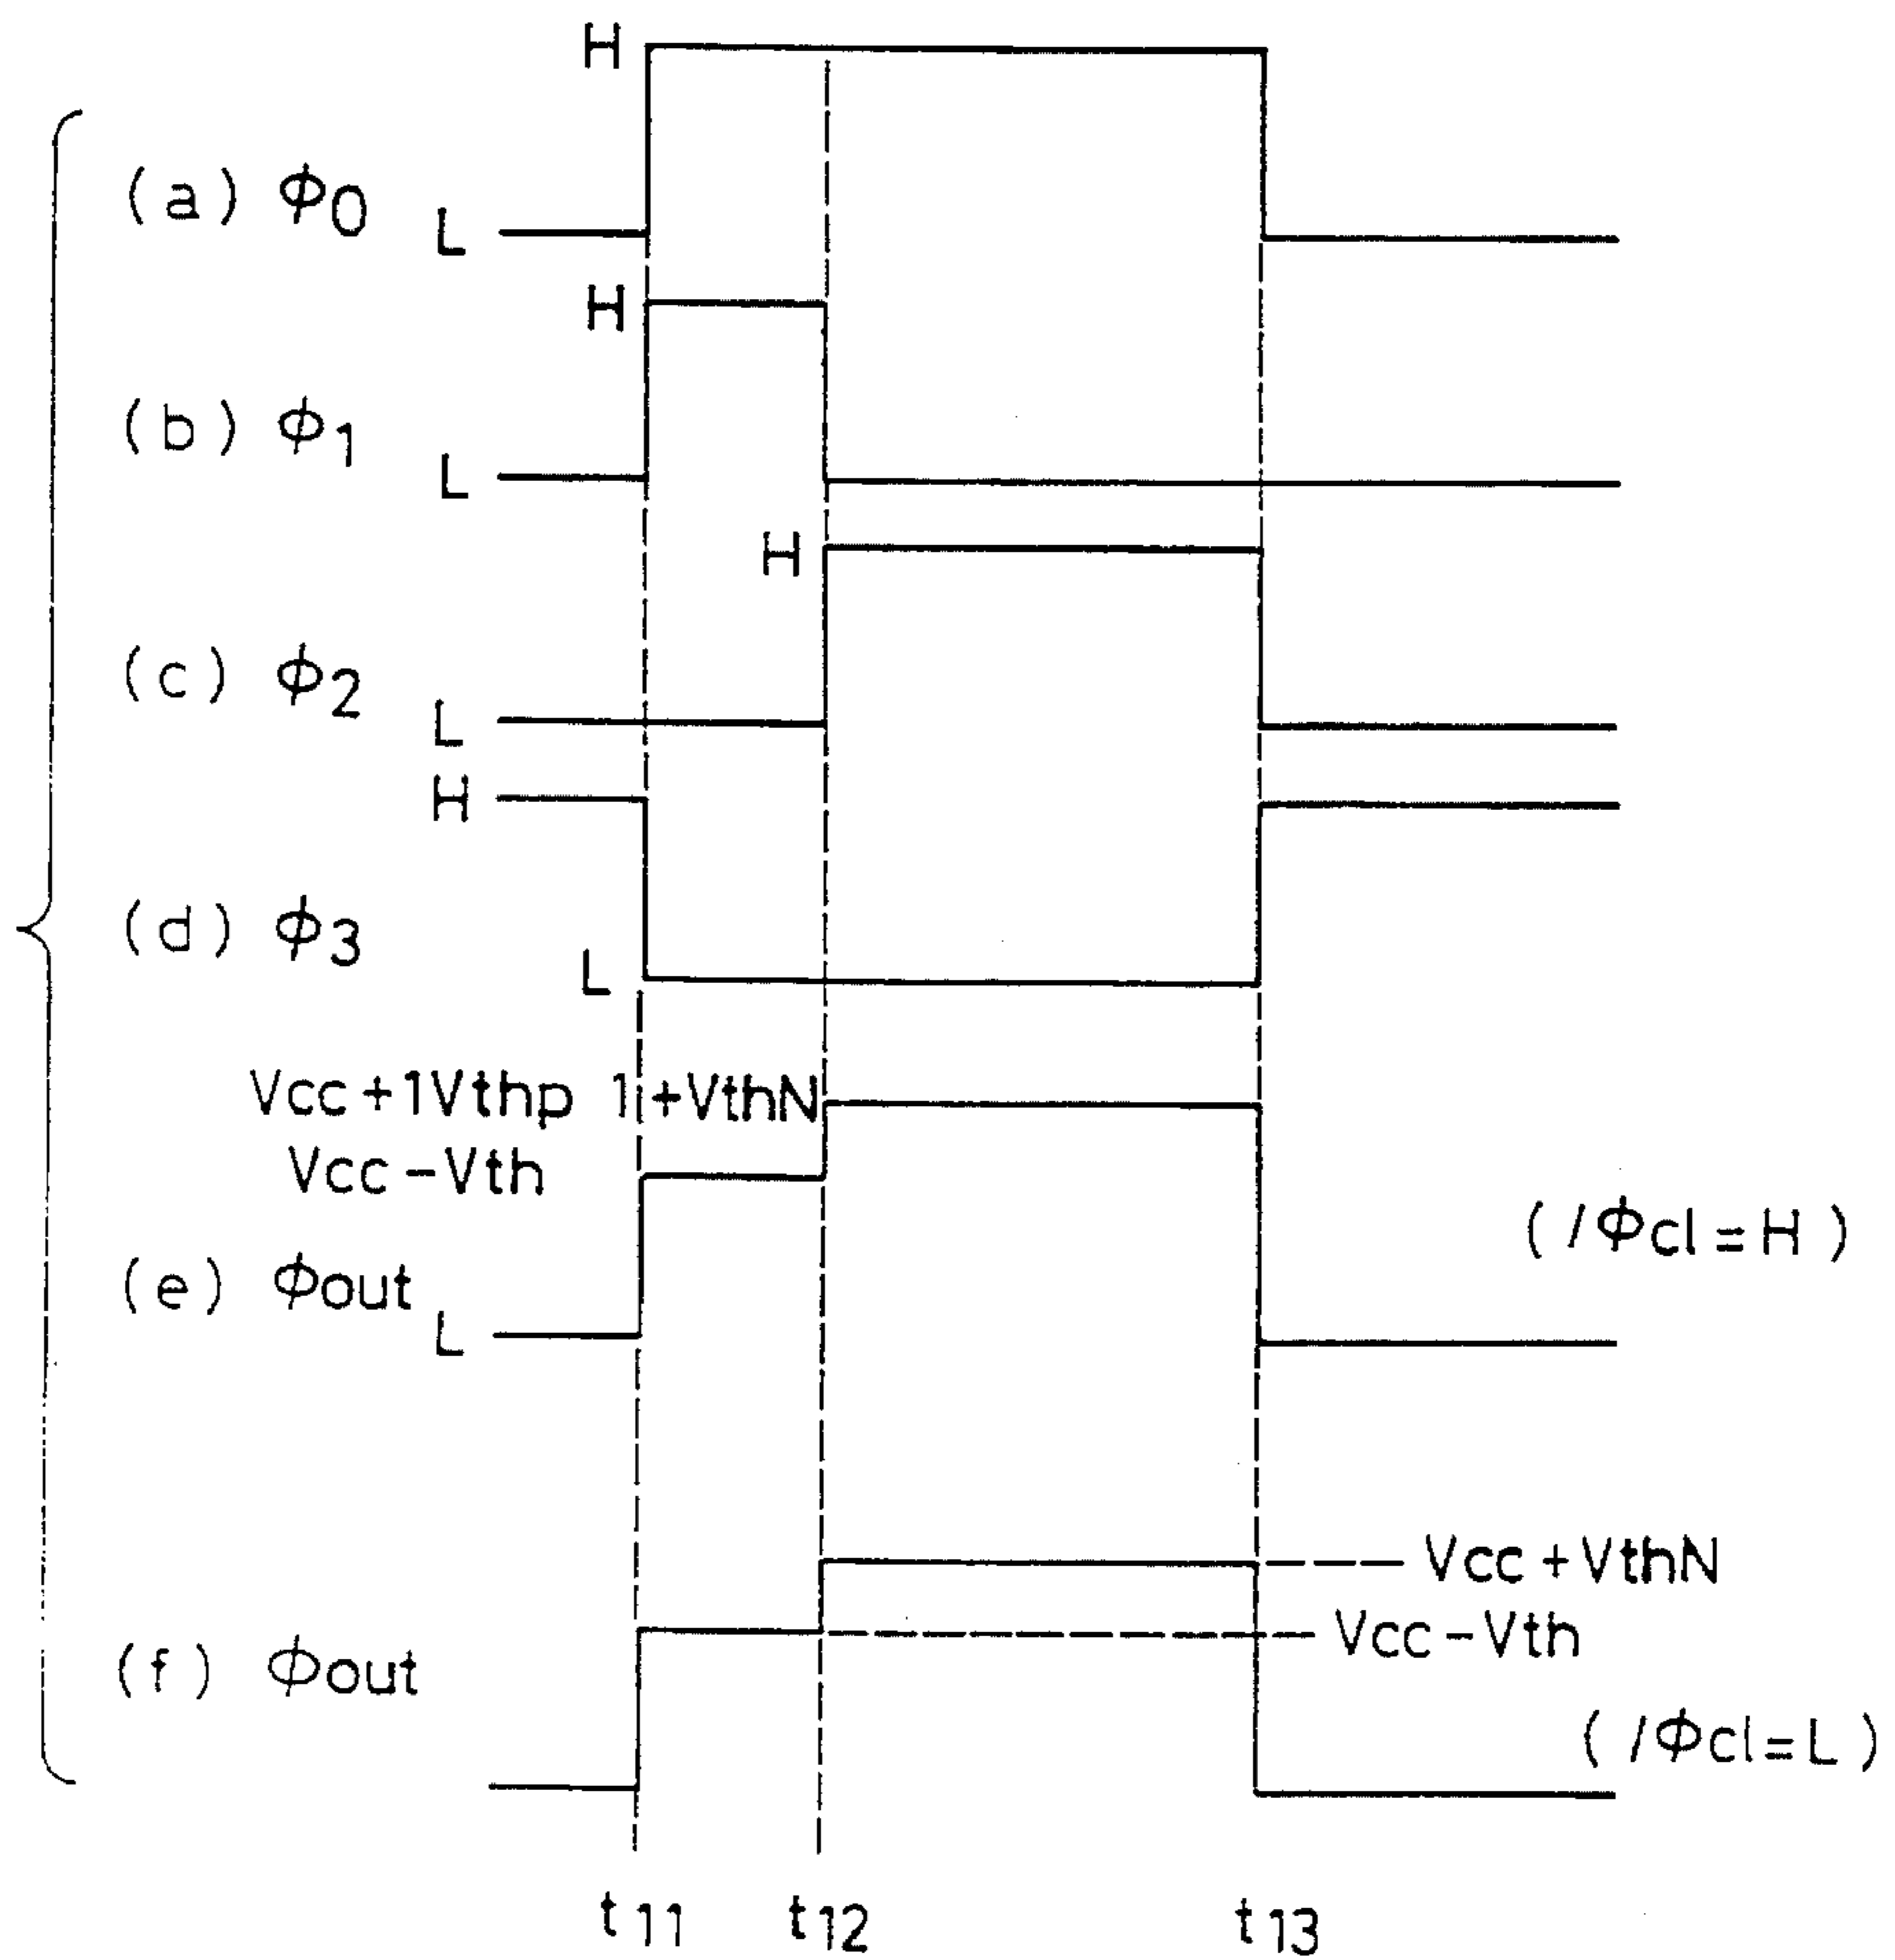 H
(a) ϕ0 L
H
(b) ϕ1 L
H
(c) ϕ2 L
H
(d) ϕ3 L
Vcc+1Vthp 1+VthN
Vcc-Vth
(/ϕcl=H)
(e) ϕout L
Vcc+VthN
Vcc-Vth
(f) ϕout
(/ϕcl=L)
t11 t12 t13